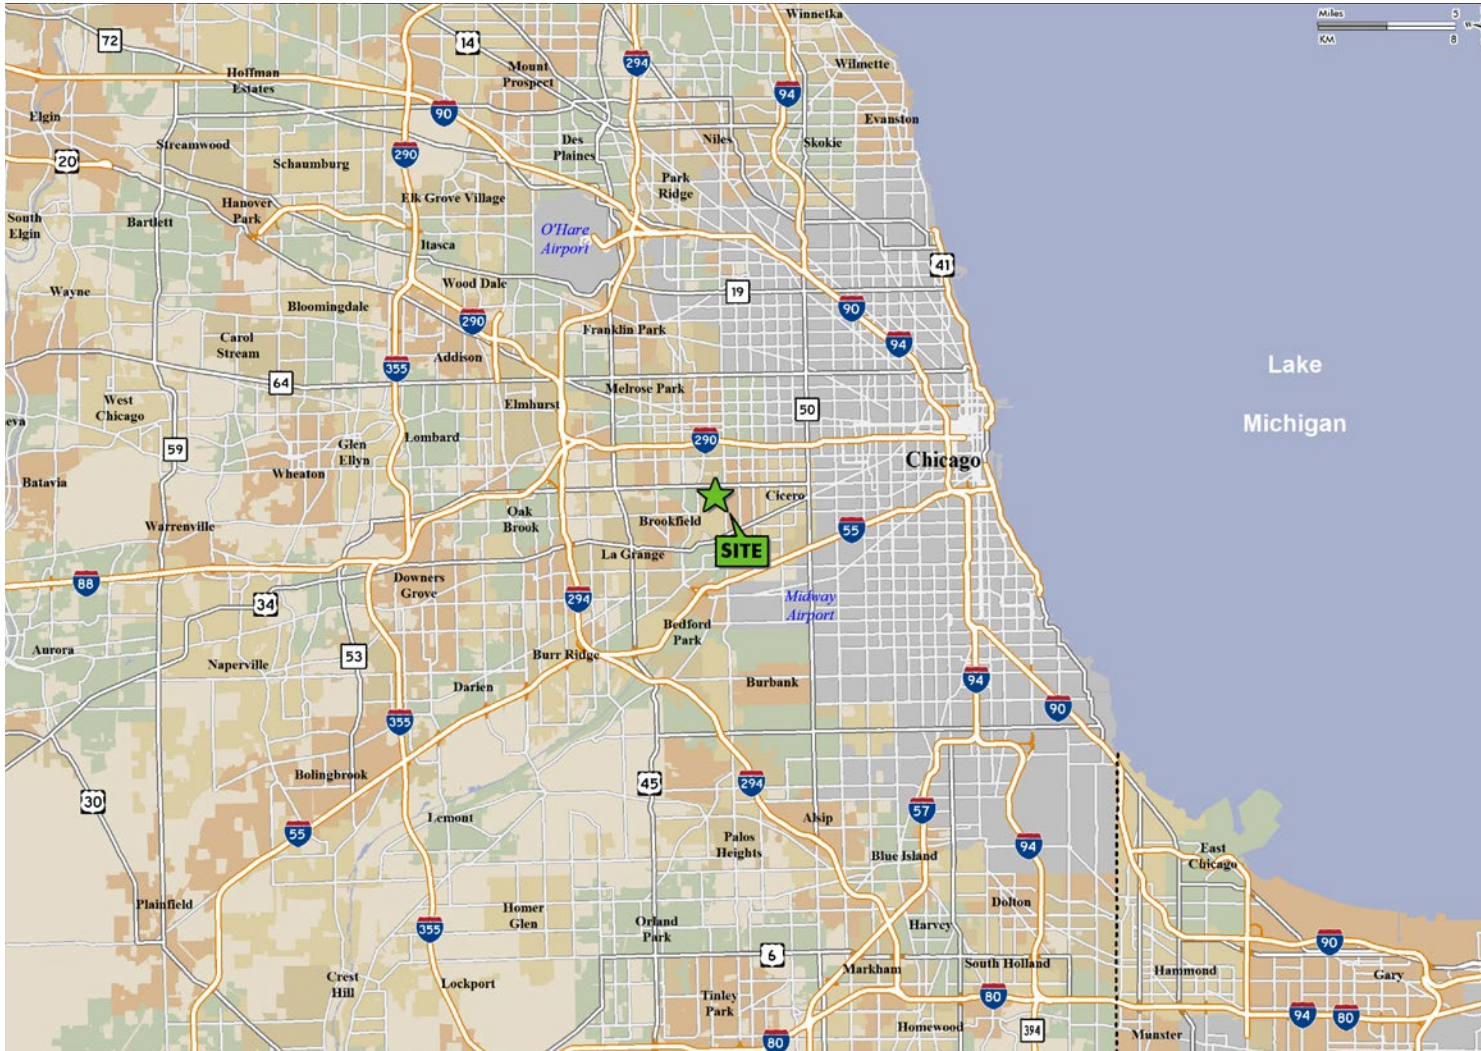 Winnetka
Miles 5
KM 8
72
14
Mount
Prospect
294
Wilmette
Hoffman
Estates
90
94
Elgin
Evanston
Streamwood
Schaumburg
290
Des
Plaines
Niles
Skokie
20
Park
Ridge
Elk Grove Village
Hanover
Park
South
Elgin
Bartlett
O'Hare
Airport
Itasca
41
Wood Dale
19
Wayne
Bloomingdale
290
90
Franklin Park
Carol
Stream
Addison
94
355
64
Melrose Park
Lake
West
Chicago
Elmhurst
50
eva
Michigan
59
Glen
Ellyn
Lombard
290
Chicago
Wheaton
Batavia
Cicero
Warrenville
Oak
Brook
Brookfield
55
SITE
La Grange
88
Downers
Grove
34
294
Midway
Airport
Bedford
Park
Aurora
53
Naperville
Burr Ridge
Darien
Burbank
94
90
355
Bolingbrook
45
294
30
57
Lemont
Alsip
55
Palos
Heights
Blue Island
94
East
Chicago
Plainfield
Homer
Glen
Dolton
355
Orland
Park
Harvey
90
6
Crest
Hill
Lockport
Markham
South Holland
Hammond
Gary
Tinley
Park
80
94
80
Homewood
394
Munster
80